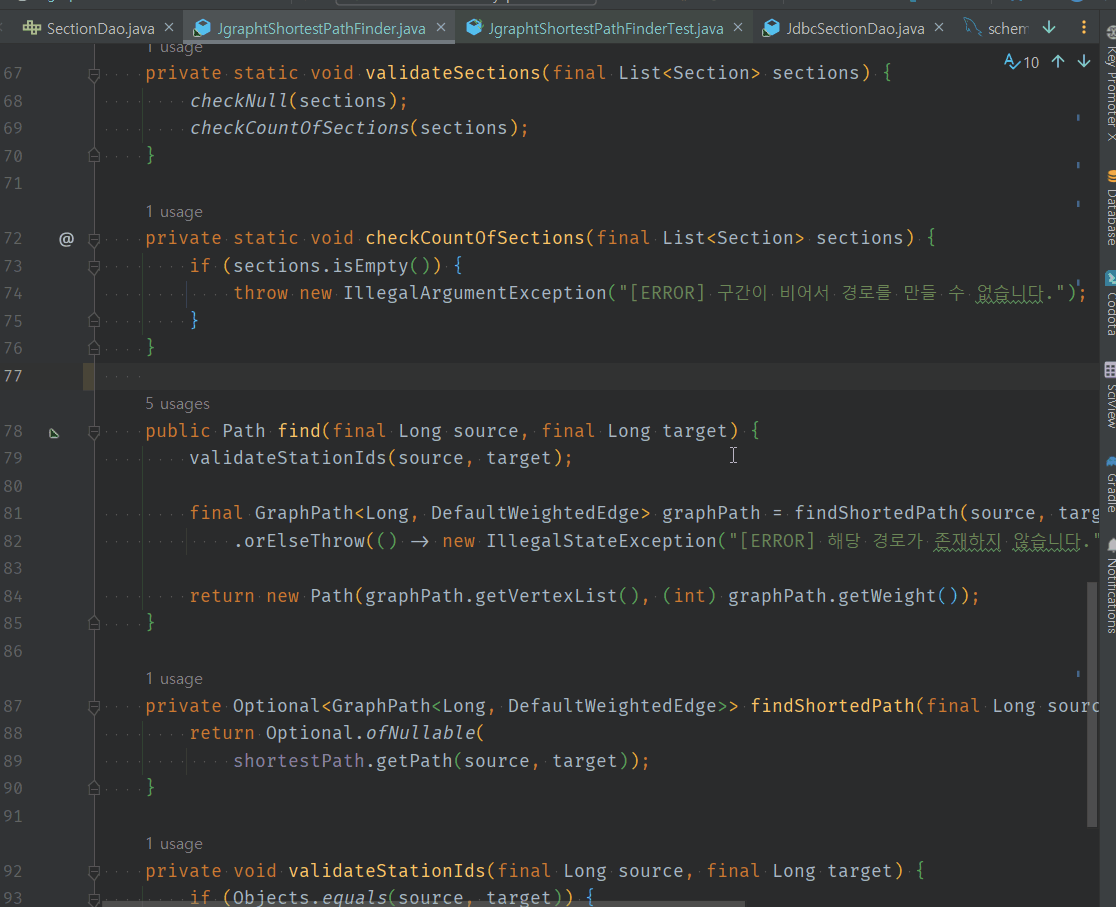 SectionDao.java × JgraphtShortestPathFinder.java × JgraphtShortestPathFinderTest.java × JdbcSectionDao.java × schem
1 usage
10
67 private static void validateSections(final List<Section> sections) {
68 checkNull(sections);
69 checkCountOfSections(sections);
70 }
71
1 usage
72 @ private static void checkCountOfSections(final List<Section> sections) {
73 if (sections.isEmpty()) {
74 throw new IllegalArgumentException("[ERROR] 구간이 비어서 경로를 만들 수 없습니다.");
75 }
76 }
77
5 usages
78 public Path find(final Long source, final Long target) {
79 validateStationIds(source, target);
80
81 final GraphPath<Long, DefaultWeightedEdge> graphPath = findShortedPath(source, targ
82 .orElseThrow(() → new IllegalStateException("[ERROR] 해당 경로가 존재하지 않습니다."
83
84 return new Path(graphPath.getVertexList(), (int) graphPath.getWeight());
85 }
86
1 usage
87 private Optional<GraphPath<Long, DefaultWeightedEdge>> findShortedPath(final Long sourc
88 return Optional.ofNullable(
89 shortestPath.getPath(source, target));
90 }
91
1 usage
92 private void validateStationIds(final Long source, final Long target) {
93 if (Objects.equals(source, target)) {
Key Promoter X
Database
Codota
SciView
Gradle
Notifications